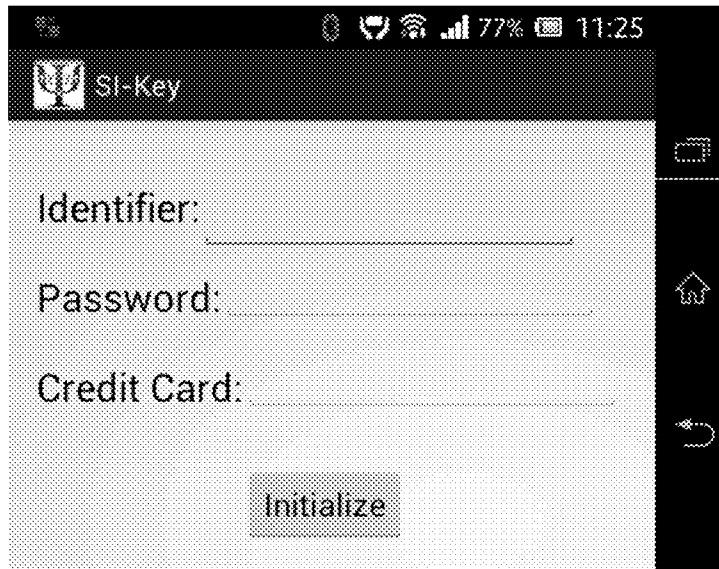 77% 11:25
SI-Key
Identifier:
Password:
Credit Card:
Initialize